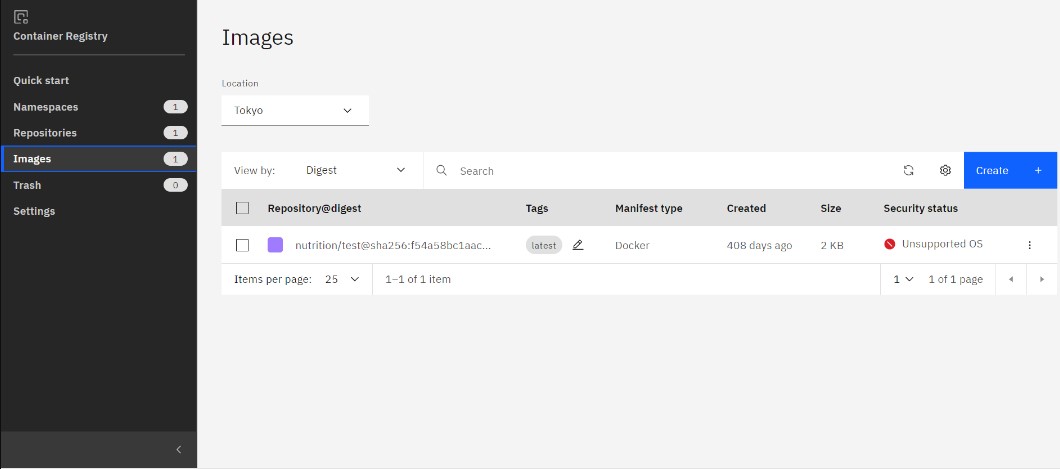 Container Registry
Quick start
Namespaces 1
Repositories 1
Images 1
Trash 0
Settings
Images
Location
Tokyo
View by: Digest Search Create +
Repository@digest Tags Manifest type Created Size Security status
nutrition/test@sha256:f54a58bc1aac... latest Docker 408 days ago 2 KB Unsupported OS
Items per page: 25 1–1 of 1 item 1 1 of 1 page